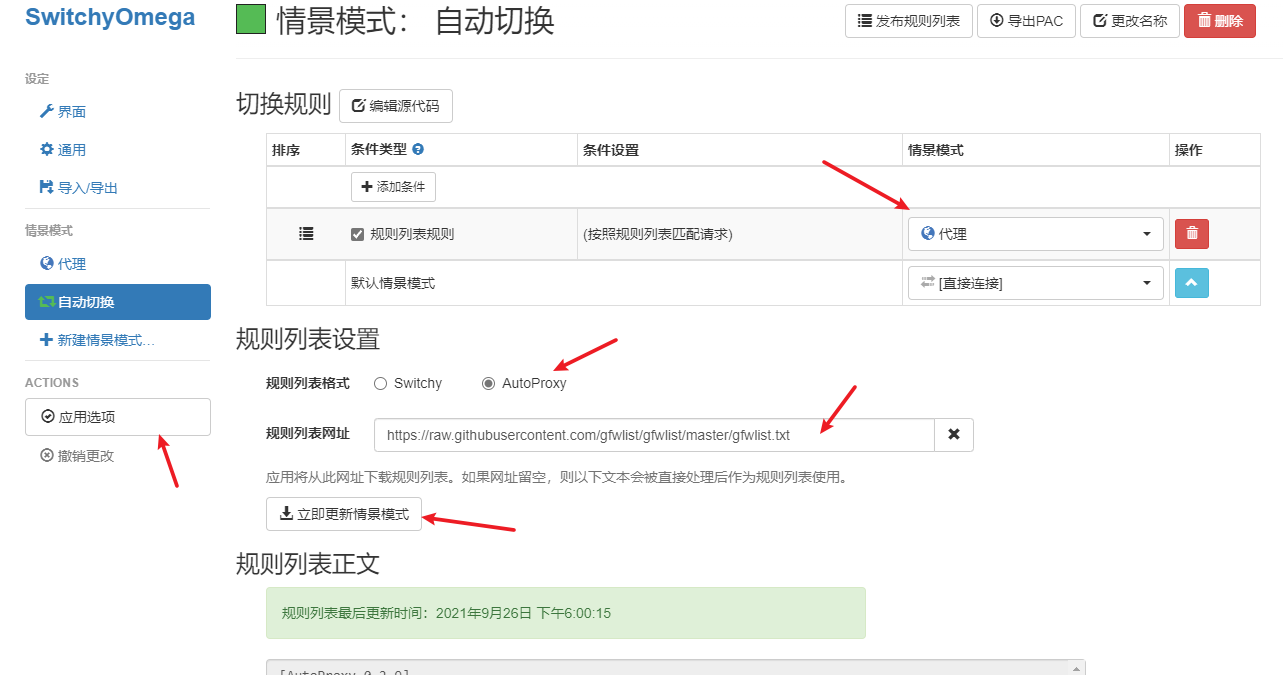 SwitchyOmega
设定
界面
通用
导入/导出
情景模式
代理
自动切换
新建情景模式...
ACTIONS
应用选项
撤销更改
情景模式： 自动切换
发布规则列表 导出PAC 更改名称 删除
切换规则 编辑源代码
排序 条件类型 条件设置 情景模式 操作
添加条件
规则列表规则 (按照规则列表匹配请求) 代理
默认情景模式 [直接连接]
规则列表设置
规则列表格式 Switchy AutoProxy
规则列表网址 https://raw.githubusercontent.com/gfwlist/gfwlist/master/gfwlist.txt
应用将从此网址下载规则列表。如果网址留空，则以下文本会被直接处理后作为规则列表使用。
立即更新情景模式
规则列表正文
规则列表最后更新时间：2021年9月26日 下午6:00:15
[AutoProxy 0.2.9]